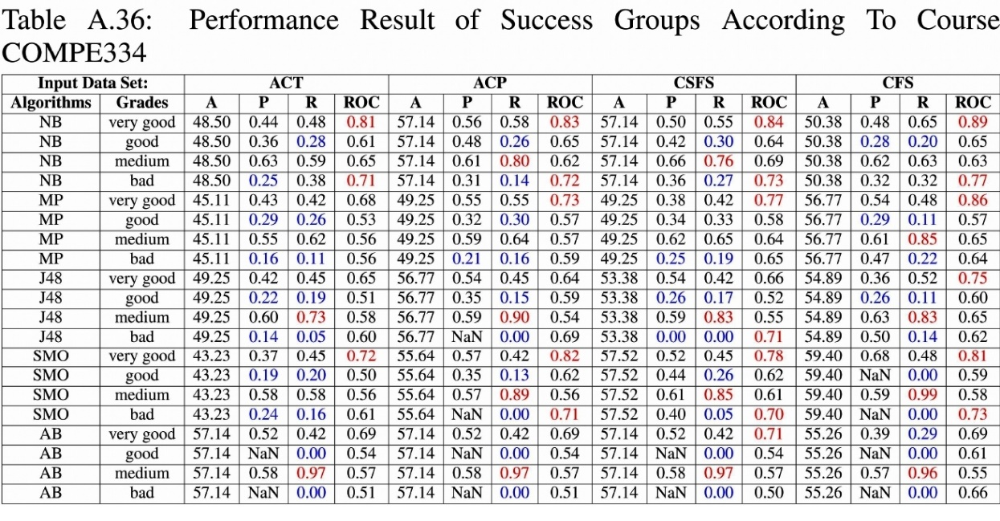 Table A.36: Performance Result of Success Groups According To Course
COMPE334
Input Data Set: ACT ACP CSFS CFS
Algorithms Grades A P R ROC A P R ROC A P R ROC A P R ROC
NB very good 48.50 0.44 0.48 0.81 57.14 0.56 0.58 0.83 57.14 0.50 0.55 0.84 50.38 0.48 0.65 0.89
NB good 48.50 0.36 0.28 0.61 57.14 0.48 0.26 0.65 57.14 0.42 0.30 0.64 50.38 0.28 0.20 0.65
NB medium 48.50 0.63 0.59 0.65 57.14 0.61 0.80 0.62 57.14 0.66 0.76 0.69 50.38 0.62 0.63 0.63
NB bad 48.50 0.25 0.38 0.71 57.14 0.31 0.14 0.72 57.14 0.36 0.27 0.73 50.38 0.32 0.32 0.77
MP very good 45.11 0.43 0.42 0.68 49.25 0.55 0.55 0.73 49.25 0.38 0.42 0.77 56.77 0.54 0.48 0.86
MP good 45.11 0.29 0.26 0.53 49.25 0.32 0.30 0.57 49.25 0.34 0.33 0.58 56.77 0.29 0.11 0.57
MP medium 45.11 0.55 0.62 0.56 49.25 0.59 0.64 0.57 49.25 0.62 0.65 0.64 56.77 0.61 0.85 0.65
MP bad 45.11 0.16 0.11 0.56 49.25 0.21 0.16 0.59 49.25 0.25 0.19 0.65 56.77 0.47 0.22 0.64
J48 very good 49.25 0.42 0.45 0.65 56.77 0.54 0.45 0.64 53.38 0.54 0.42 0.66 54.89 0.36 0.52 0.75
J48 good 49.25 0.22 0.19 0.51 56.77 0.35 0.15 0.59 53.38 0.26 0.17 0.52 54.89 0.26 0.11 0.60
J48 medium 49.25 0.60 0.73 0.58 56.77 0.59 0.90 0.54 53.38 0.59 0.83 0.55 54.89 0.63 0.83 0.65
J48 bad 49.25 0.14 0.05 0.60 56.77 NaN 0.00 0.69 53.38 0.00 0.00 0.71 54.89 0.50 0.14 0.62
SMO very good 43.23 0.37 0.45 0.72 55.64 0.57 0.42 0.82 57.52 0.52 0.45 0.78 59.40 0.68 0.48 0.81
SMO good 43.23 0.19 0.20 0.50 55.64 0.35 0.13 0.62 57.52 0.44 0.26 0.62 59.40 NaN 0.00 0.59
SMO medium 43.23 0.58 0.58 0.56 55.64 0.57 0.89 0.56 57.52 0.61 0.85 0.61 59.40 0.59 0.99 0.58
SMO bad 43.23 0.24 0.16 0.61 55.64 NaN 0.00 0.71 57.52 0.40 0.05 0.70 59.40 NaN 0.00 0.73
AB very good 57.14 0.52 0.42 0.69 57.14 0.52 0.42 0.69 57.14 0.52 0.42 0.71 55.26 0.39 0.29 0.69
AB good 57.14 NaN 0.00 0.54 57.14 NaN 0.00 0.54 57.14 NaN 0.00 0.54 55.26 NaN 0.00 0.61
AB medium 57.14 0.58 0.97 0.57 57.14 0.58 0.97 0.57 57.14 0.58 0.97 0.57 55.26 0.57 0.96 0.55
AB bad 57.14 NaN 0.00 0.51 57.14 NaN 0.00 0.51 57.14 NaN 0.00 0.50 55.26 NaN 0.00 0.66